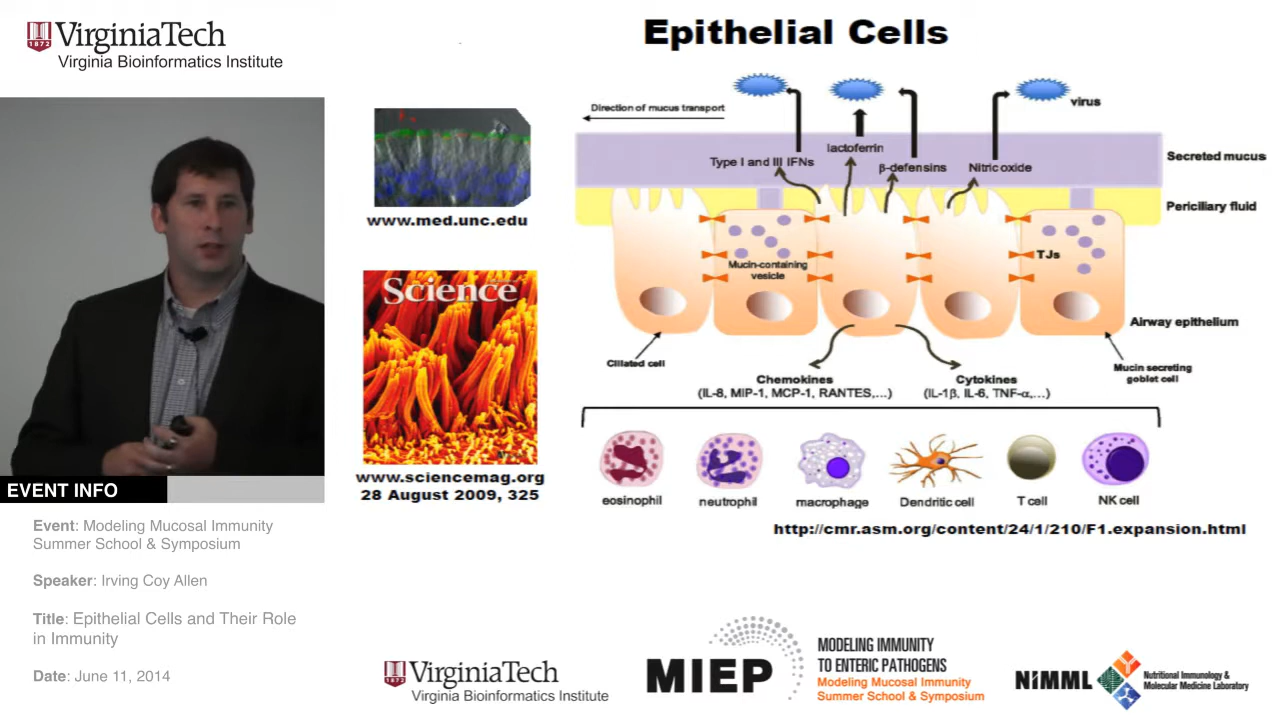 VirginiaTech
1872
Virginia Bioinformatics Institute
Epithelial Cells
Direction of mucus transport
virus
lactoferrin
Type I and III IFNs
β-defensins
Nitric oxide
Secreted mucus
Periciliary fluid
TJs
Mucin-containing
vesicle
Airway epithelium
Ciliated cell
Mucin secreting
goblet cell
Chemokines
(IL-8, MIP-1, MCP-1, RANTES,...)
Cytokines
(IL-1β, IL-6, TNF-α,...)
eosinophil
neutrophil
macrophage
Dendritic cell
T cell
NK cell
http://cmr.asm.org/content/24/1/210/F1.expansion.html
www.med.unc.edu
Science
www.sciencemag.org
28 August 2009, 325
EVENT INFO
Event: Modeling Mucosal Immunity
Summer School & Symposium
Speaker: Irving Coy Allen
Title: Epithelial Cells and Their Role
in Immunity
Date: June 11, 2014
VirginiaTech
1872
Virginia Bioinformatics Institute
MIEP
MODELING IMMUNITY
TO ENTERIC PATHOGENS
Modeling Mucosal Immunity
Summer School & Symposium
NIMML
Nutritional Immunology &
Molecular Medicine Laboratory